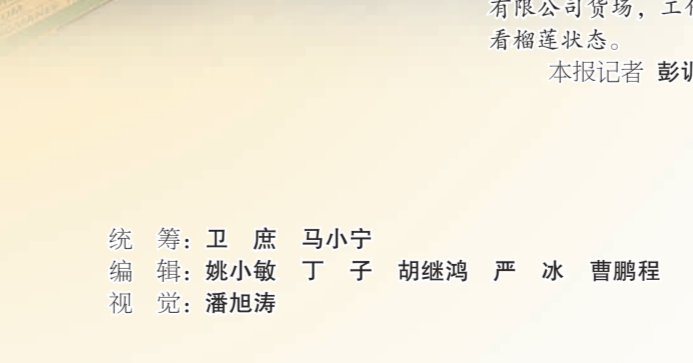 有限公司货场，工作
看榴莲状态。
本报记者 彭训
统 筹：卫 庶 马小宁
编 辑：姚小敏 丁 子 胡继鸿 严 冰 曹鹏程
视 觉：潘旭涛